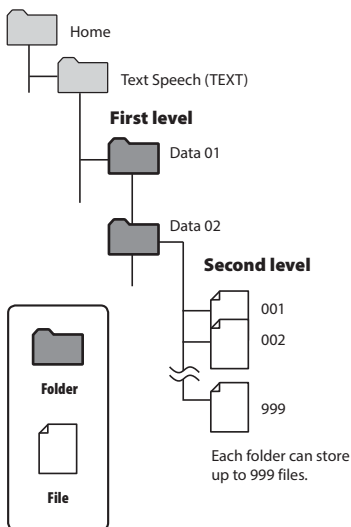 Home
Text Speech (TEXT)
First level
Data 01
Data 02
Second level
001
002
999
Each folder can store
up to 999 files.
Folder
File